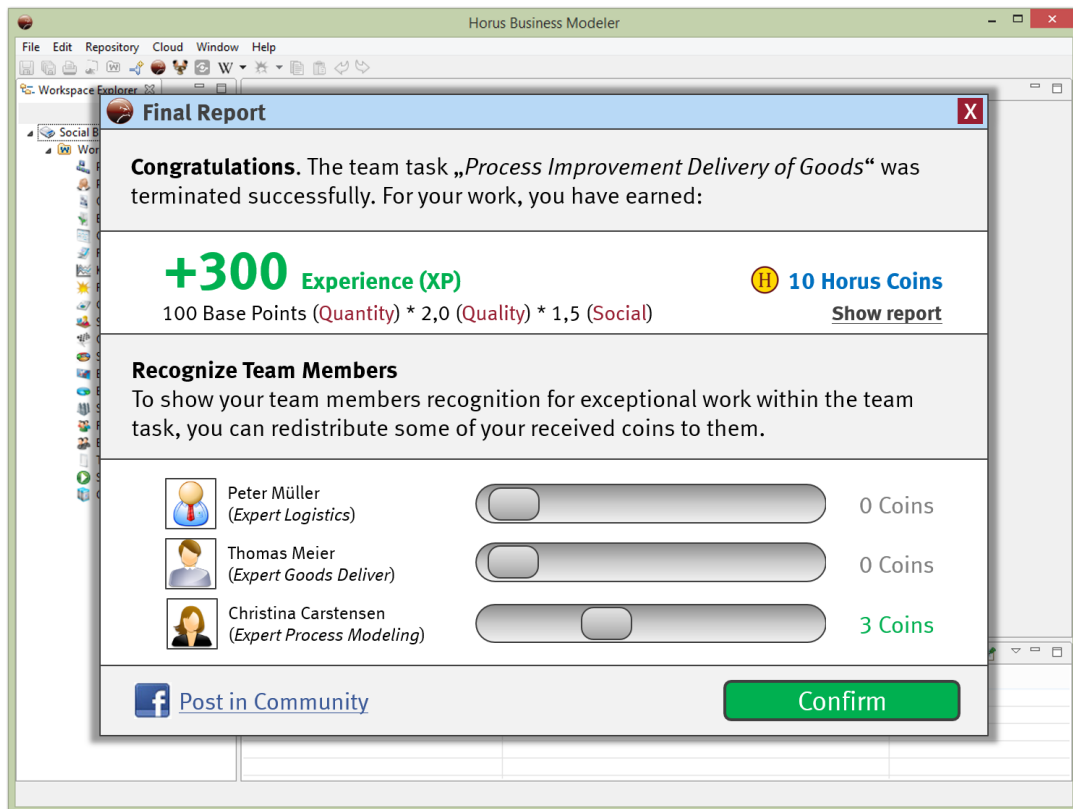 Horus Business Modeler
File Edit Repository Cloud Window Help
W
Workspace Explorer
Final Report
X
Social B
Wor
Congratulations. The team task „Process Improvement Delivery of Goods“ was
terminated successfully. For your work, you have earned:
+300 Experience (XP)
H 10 Horus Coins
100 Base Points (Quantity) * 2,0 (Quality) * 1,5 (Social)
Show report
Recognize Team Members
To show your team members recognition for exceptional work within the team
task, you can redistribute some of your received coins to them.
Peter Müller
(Expert Logistics)
0 Coins
Thomas Meier
(Expert Goods Deliver)
0 Coins
Christina Carstensen
(Expert Process Modeling)
3 Coins
f Post in Community
Confirm